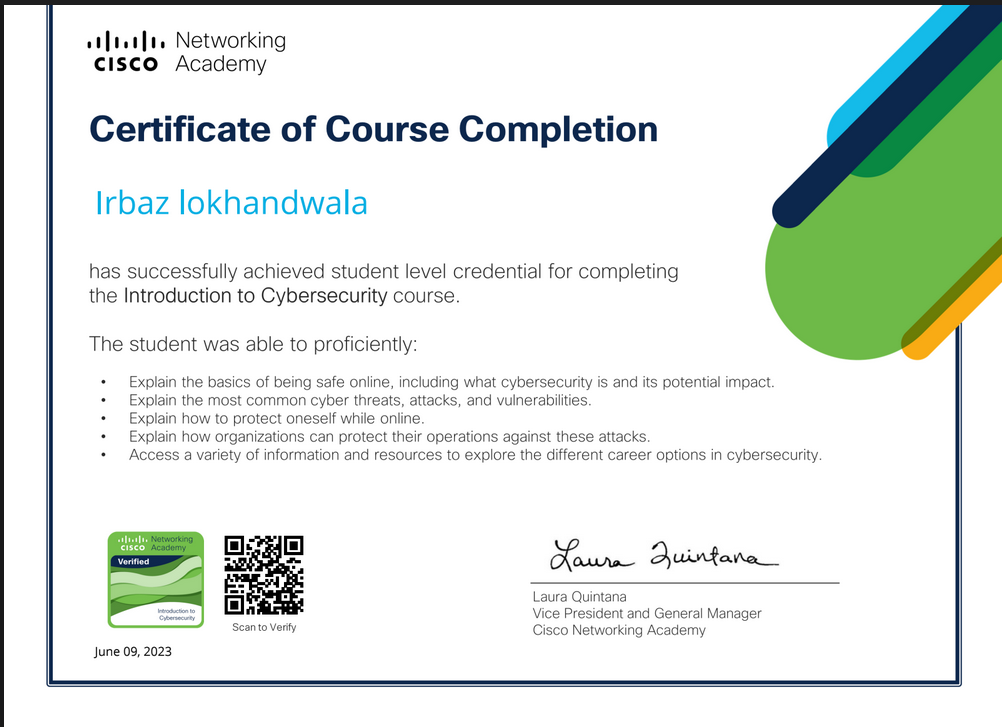 Networking
CISCO Academy
Certificate of Course Completion
Irbaz lokhandwala
has successfully achieved student level credential for completing
the Introduction to Cybersecurity course.
The student was able to proficiently:
• Explain the basics of being safe online, including what cybersecurity is and its potential impact.
• Explain the most common cyber threats, attacks, and vulnerabilities.
• Explain how to protect oneself while online.
• Explain how organizations can protect their operations against these attacks.
• Access a variety of information and resources to explore the different career options in cybersecurity.
Networking
CISCO Academy
Verified
Introduction to
Cybersecurity
Scan to Verify
June 09, 2023
Laura Quintana
Laura Quintana
Vice President and General Manager
Cisco Networking Academy